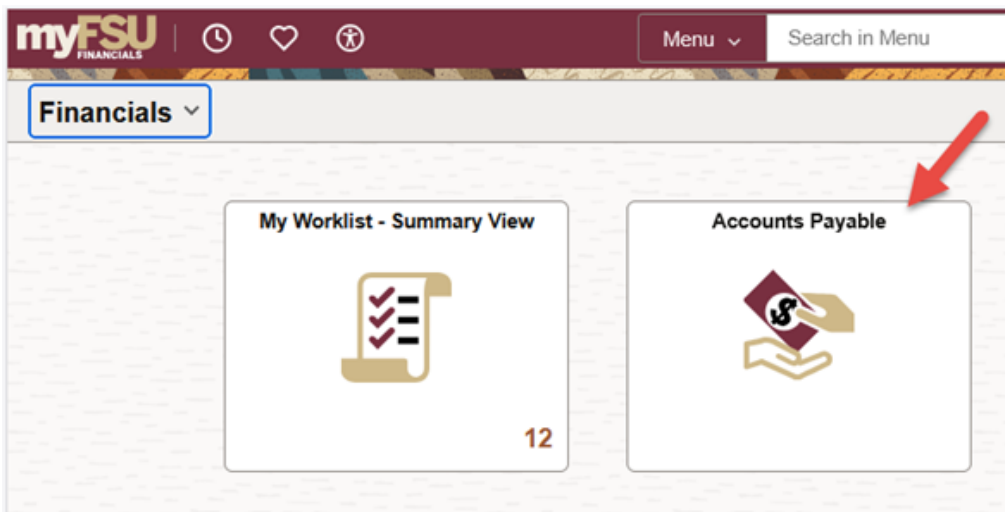 myFSU
FINANCIALS
Menu
Search in Menu
Financials
My Worklist - Summary View
Accounts Payable
$
12